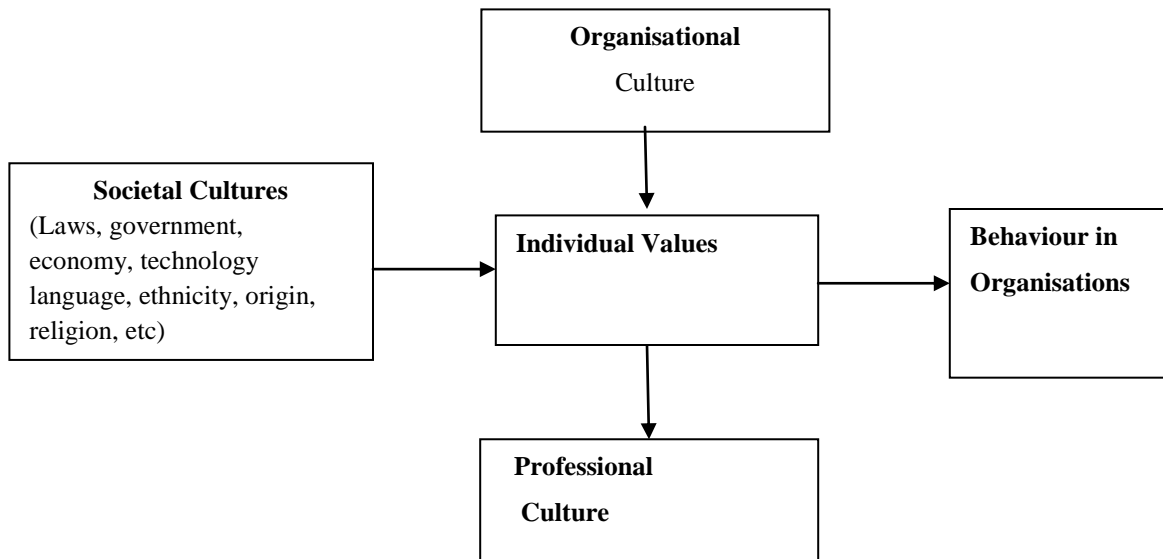 Organisational
Culture
Societal Cultures
(Laws, government,
economy, technology
language, ethnicity, origin,
religion, etc)
Individual Values
Behaviour in
Organisations
Professional
Culture